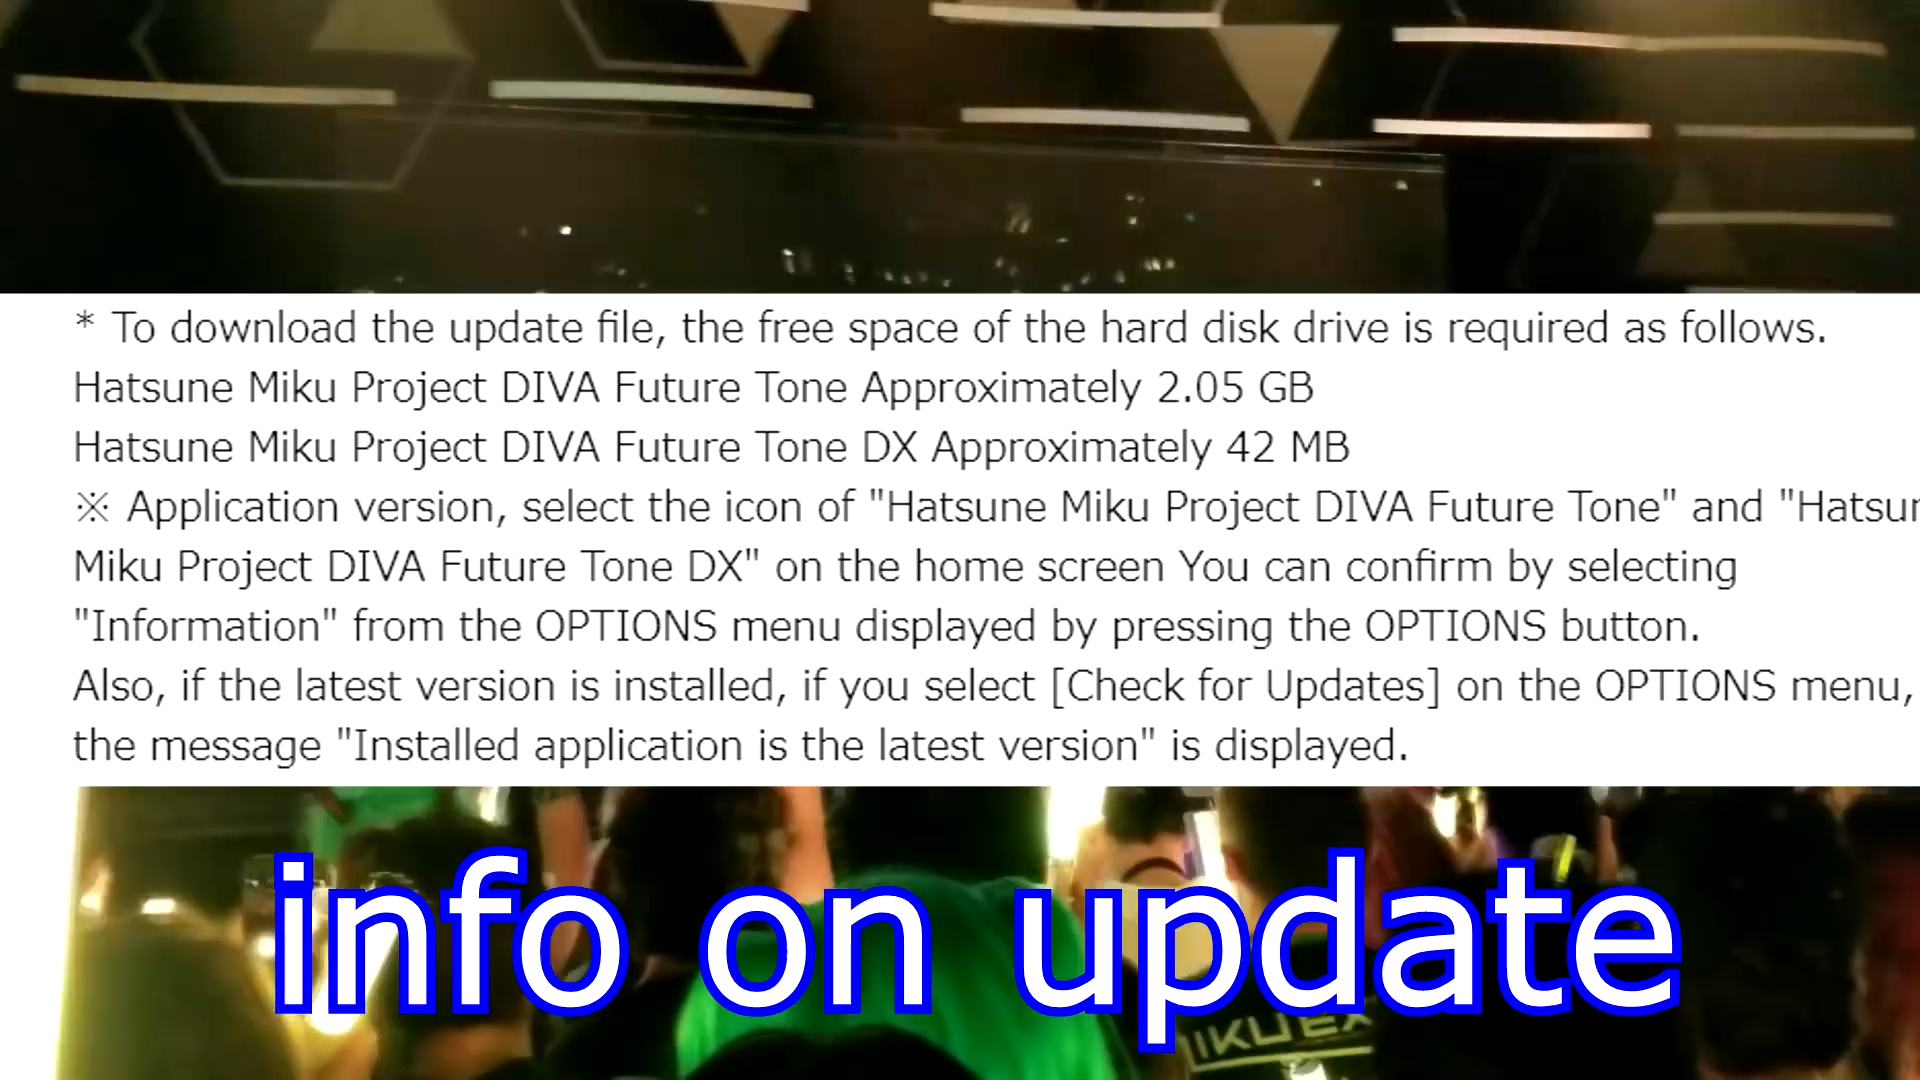 * To download the update file, the free space of the hard disk drive is required as follows.
Hatsune Miku Project DIVA Future Tone Approximately 2.05 GB
Hatsune Miku Project DIVA Future Tone DX Approximately 42 MB
※ Application version, select the icon of "Hatsune Miku Project DIVA Future Tone" and "Hatsun
Miku Project DIVA Future Tone DX" on the home screen You can confirm by selecting
"Information" from the OPTIONS menu displayed by pressing the OPTIONS button.
Also, if the latest version is installed, if you select [Check for Updates] on the OPTIONS menu,
the message "Installed application is the latest version" is displayed.
info on update